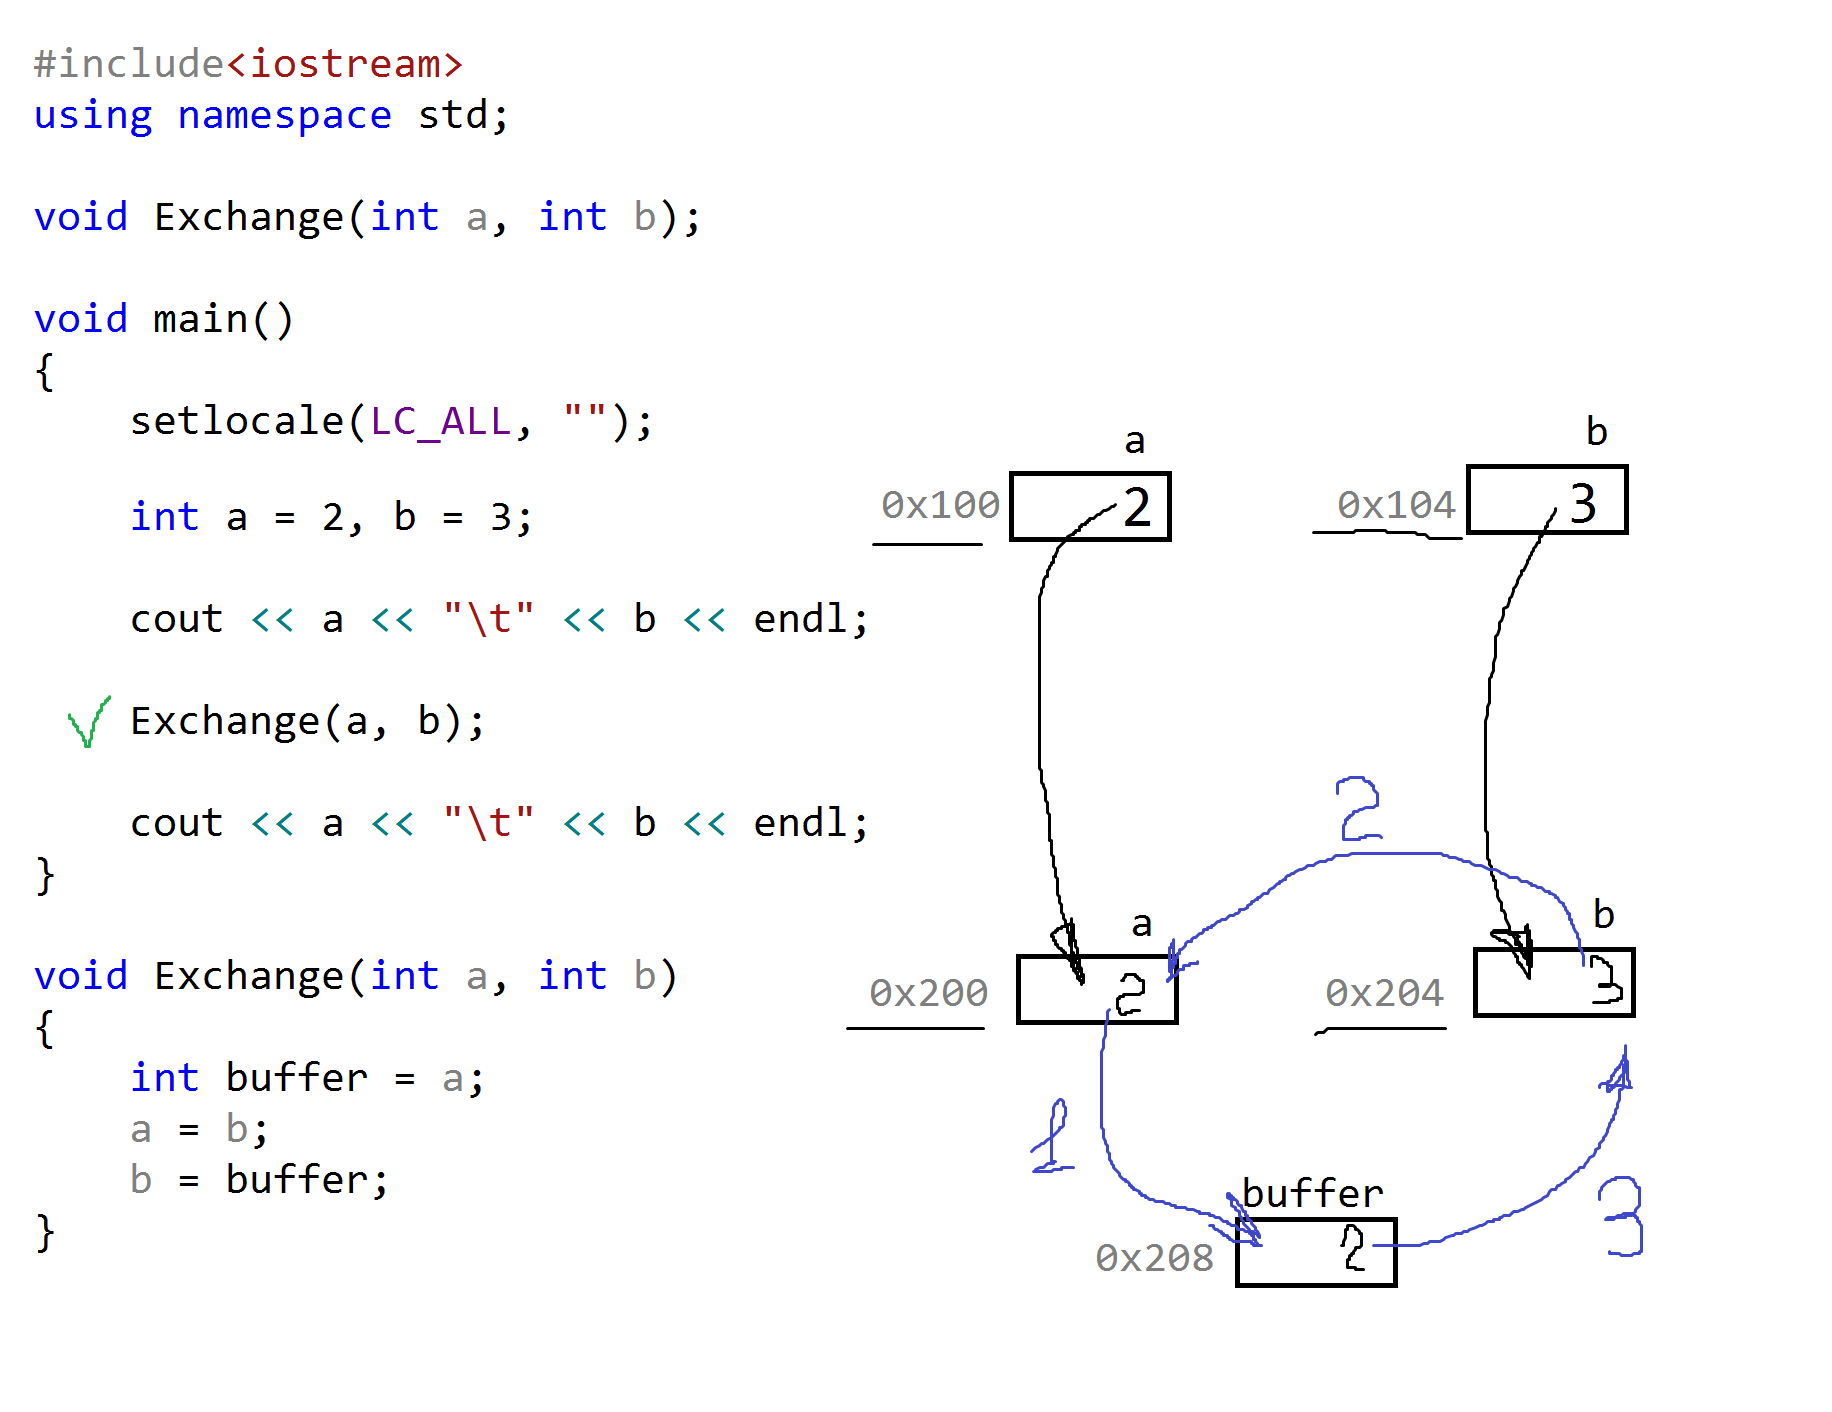 #include<iostream>
using namespace std;
void Exchange(int a, int b);
void main()
{
    setlocale(LC_ALL, "");
    int a = 2, b = 3;
    cout << a << "\t" << b << endl;
    Exchange(a, b);
    cout << a << "\t" << b << endl;
}
void Exchange(int a, int b)
{
    int buffer = a;
    a = b;
    b = buffer;
}
a
b
0x100
2
0x104
3
2
a
b
0x200
2
0x204
3
1
buffer
3
0x208
2